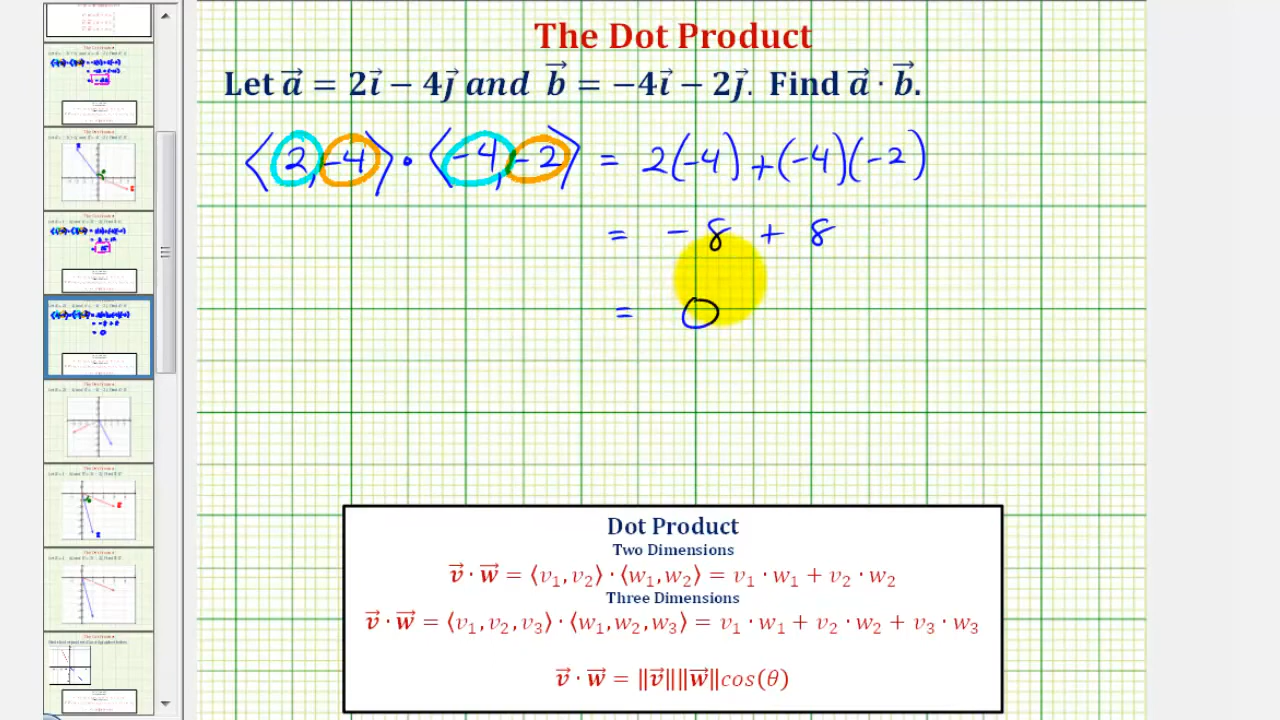 The Dot Product
Let a⃗ = 2i⃗ − 4j⃗ and b⃗ = −4i⃗ − 2j⃗. Find a⃗ · b⃗.
⟨2, −4⟩ • ⟨−4, −2⟩ = 2(−4) + (−4)(−2)
= −8 + 8
= 0
Dot Product
Two Dimensions
v⃗ · w⃗ = ⟨v₁, v₂⟩ · ⟨w₁, w₂⟩ = v₁ · w₁ + v₂ · w₂
Three Dimensions
v⃗ · w⃗ = ⟨v₁, v₂, v₃⟩ · ⟨w₁, w₂, w₃⟩ = v₁ · w₁ + v₂ · w₂ + v₃ · w₃
v⃗ · w⃗ = ‖v⃗‖‖w⃗‖cos(θ)